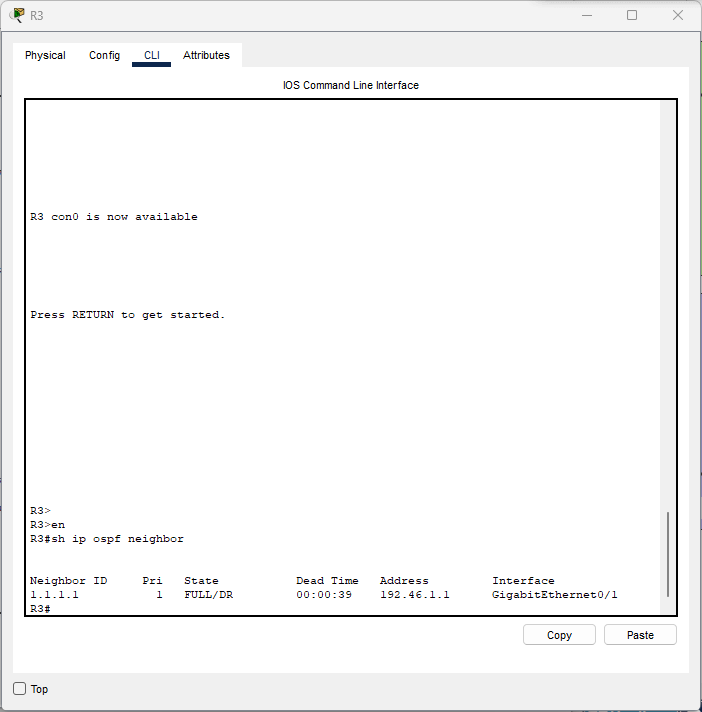 R3
Physical Config CLI Attributes
IOS Command Line Interface
R3 con0 is now available
Press RETURN to get started.
R3>
R3>en
R3#sh ip ospf neighbor
Neighbor ID Pri State Dead Time Address Interface
1.1.1.1 1 FULL/DR 00:00:39 192.46.1.1 GigabitEthernet0/1
R3#
Copy Paste
Top